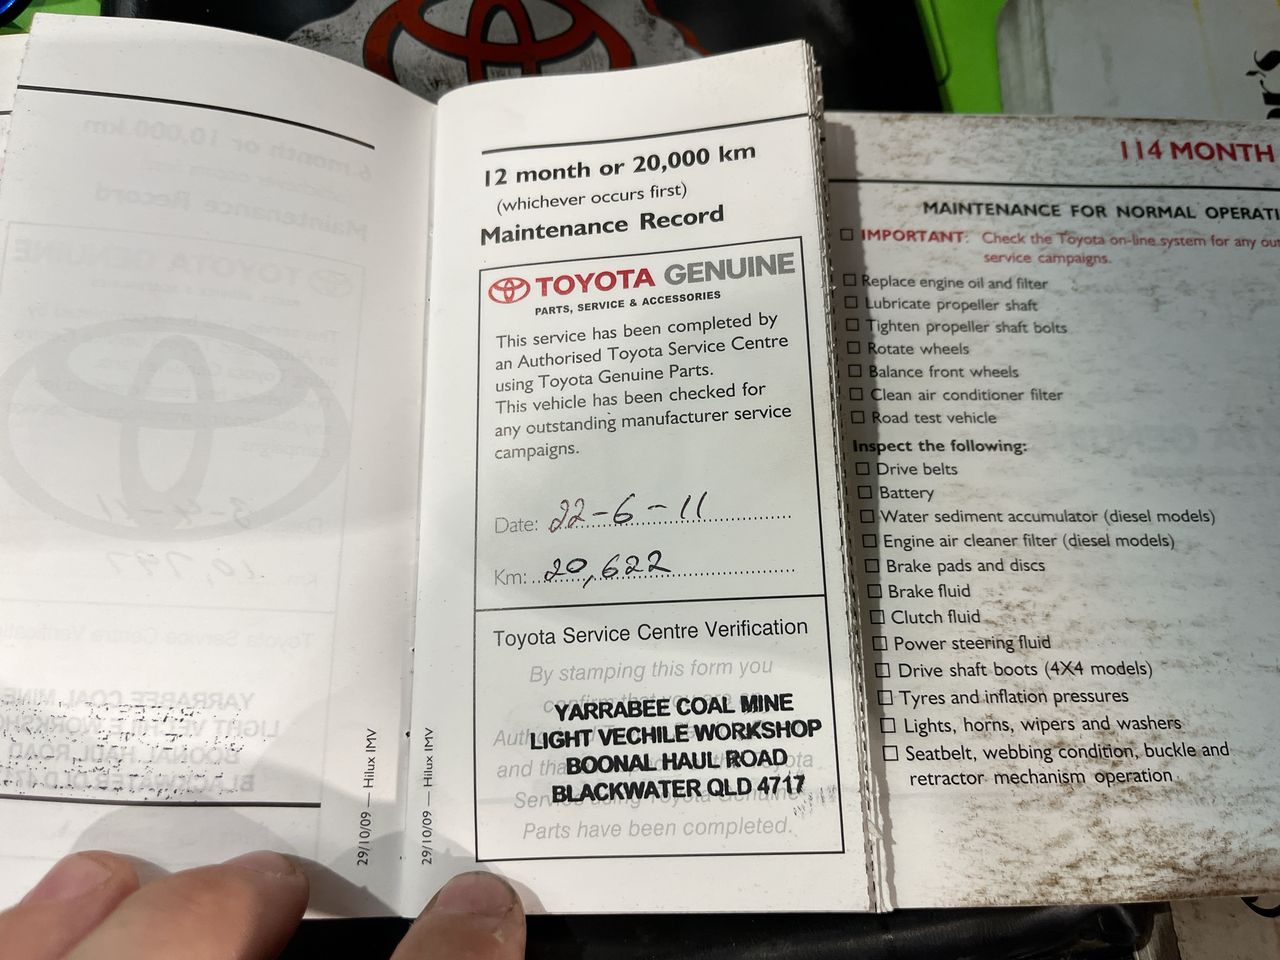 12 month or 20,000 km
(whichever occurs first)
Maintenance Record
TOYOTA GENUINE
PARTS, SERVICE & ACCESSORIES
This service has been completed by
an Authorised Toyota Service Centre
using Toyota Genuine Parts.
This vehicle has been checked for
any outstanding manufacturer service
campaigns.
Date: 22-6-11
Km: 20,622
Toyota Service Centre Verification
By stamping this form you
confirm that you are
YARRABEE COAL MINE
LIGHT VECHILE WORKSHOP
BOONAL HAUL ROAD
BLACKWATER QLD 4717
Parts have been completed.
29/10/09 — Hilux IMV
29/10/09 — Hilux IMV
114 MONTH
MAINTENANCE FOR NORMAL
IMPORTANT: Check the Toyota on-line system for any
service campaigns.
Replace engine oil and filter
Lubricate propeller shaft
Tighten propeller shaft bolts
Rotate wheels
Balance front wheels
Clean air conditioner filter
Road test vehicle
Inspect the following:
Drive belts
Battery
Water sediment accumulator (diesel models)
Engine air cleaner filter (diesel models)
Brake pads and discs
Brake fluid
Clutch fluid
Power steering fluid
Drive shaft boots (4X4 models)
Tyres and inflation pressures
Lights, horns, wipers and washers
Seatbelt, webbing condition, buckle and
retractor mechanism operation